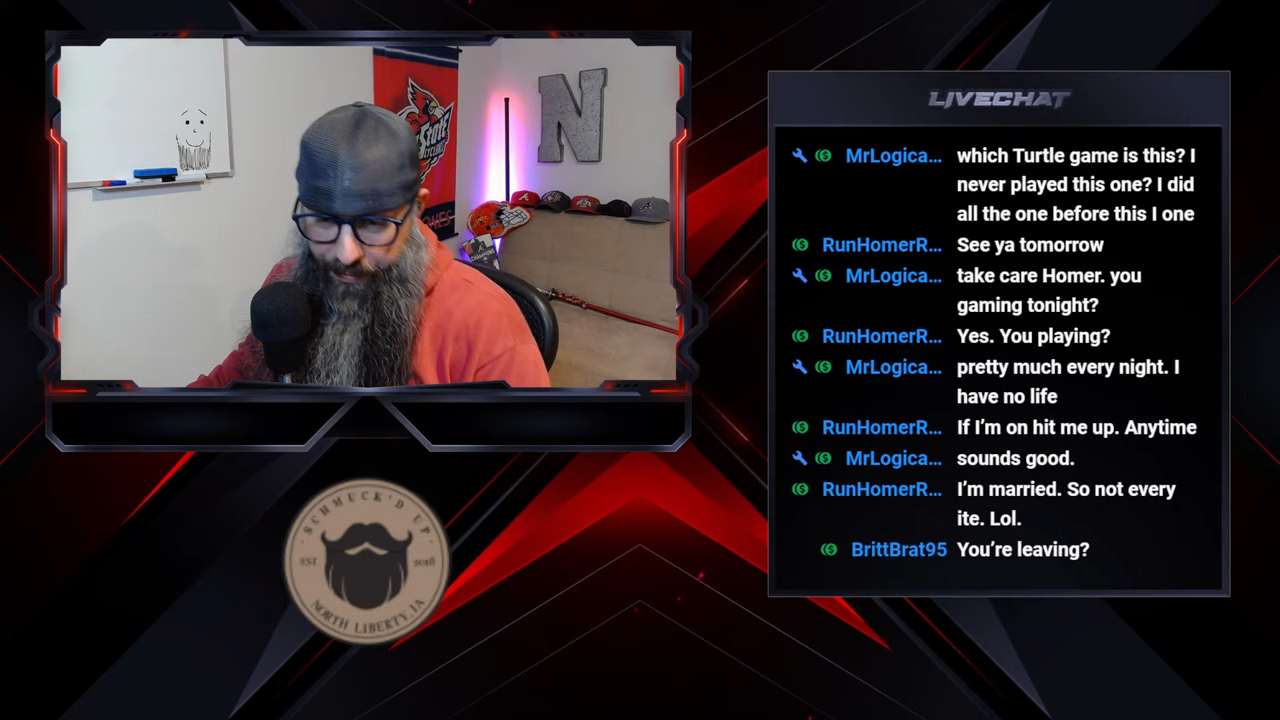 N
State
CYCLONES
LIVECHAT
MrLogica... which Turtle game is this? I
never played this one? I did
all the one before this I one
RunHomerR... See ya tomorrow
MrLogica... take care Homer. you
gaming tonight?
RunHomerR... Yes. You playing?
MrLogica... pretty much every night. I
have no life
RunHomerR... If I’m on hit me up. Anytime
MrLogica... sounds good.
RunHomerR... I’m married. So not every
ite. Lol.
BrittBrat95 You’re leaving?
SCHMUCK'D UP
EST. 2018
NORTH LIBERTY, IA